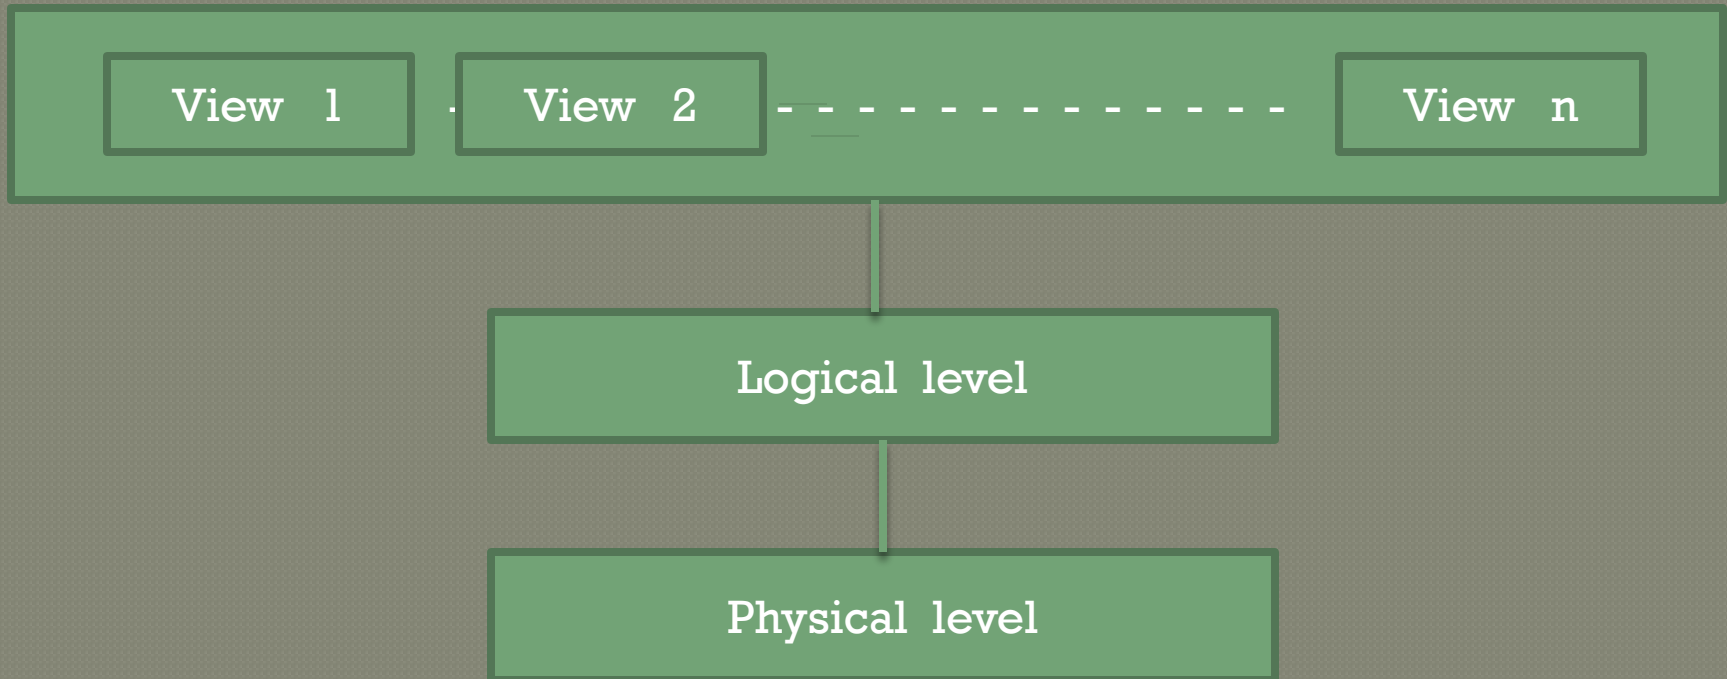 View 1 - View 2 - - - - - - - - - - - - - View n
Logical level
Physical level